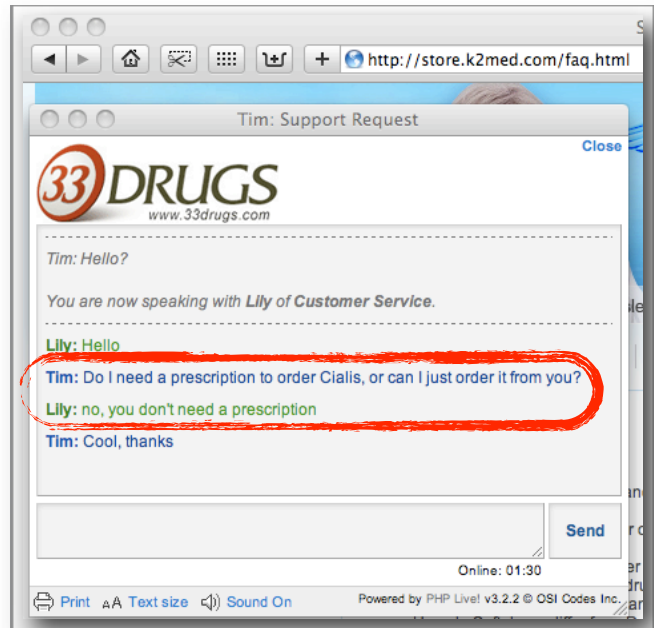 http://store.k2med.com/faq.html
Tim: Support Request
Close
33 DRUGS
www.33drugs.com
Tim: Hello?
You are now speaking with Lily of Customer Service.
Lily: Hello
Tim: Do I need a prescription to order Cialis, or can I just order it from you?
Lily: no, you don't need a prescription
Tim: Cool, thanks
Send
Online: 01:30
Print AA Text size Sound On
Powered by PHP Live! v3.2.2 © OSI Codes Inc.